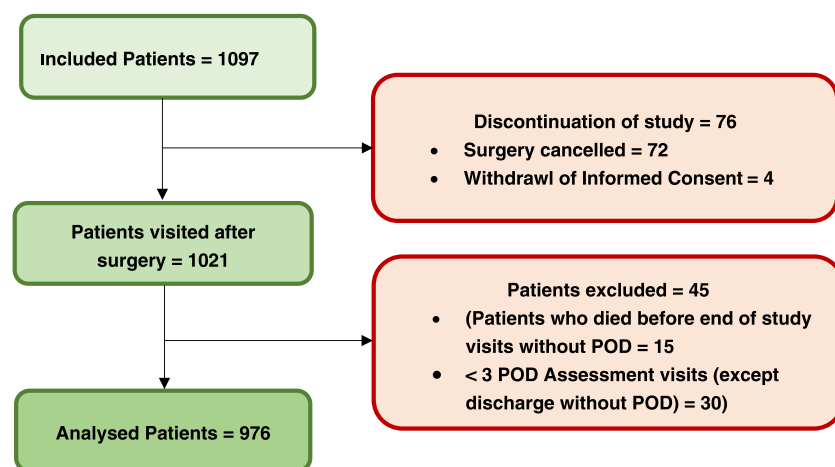 Included Patients = 1097
Discontinuation of study = 76
• Surgery cancelled = 72
• Withdrawl of Informed Consent = 4
Patients visited after
surgery = 1021
Patients excluded = 45
• (Patients who died before end of study
visits without POD = 15
• < 3 POD Assessment visits (except
discharge without POD) = 30)
Analysed Patients = 976